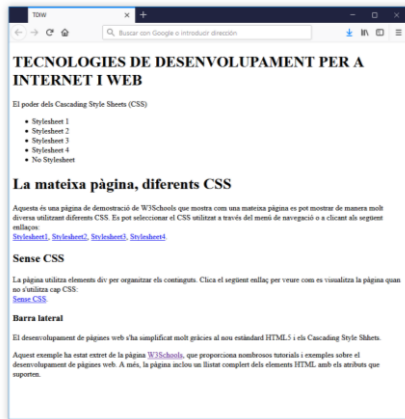 TDIW
Buscar con Google o introducir dirección
TECNOLOGIES DE DESENVOLUPAMENT PER A
INTERNET I WEB
El poder dels Cascading Style Sheets (CSS)
Stylesheet 1
Stylesheet 2
Stylesheet 3
Stylesheet 4
No Stylesheet
La mateixa pàgina, diferents CSS
Aquesta és una pàgina de demostració de W3Schools que mostra com una mateixa pàgina es pot mostrar de manera molt
diversa utilitzant diferents CSS. Es pot seleccionar el CSS utilitzat a través del menú de navegació o a clicant als següent
enllaços:
Stylesheet1, Stylesheet2, Stylesheet3, Stylesheet4.
Sense CSS
La pàgina utilitza elements div per organitzar els continguts. Clica el següent enllaç per veure com es visualitza la pàgina quan
no s'utilitza cap CSS:
Sense CSS.
Barra lateral
El desenvolupament de pàgines web s'ha simplificat molt gràcies al nou estàndard HTML5 i els Cascading Style Shhets.
Aquest exemple ha estat extret de la pàgina W3Schools, que proporciona nombrosos tutorials i exemples sobre el
desenvolupament de pàgines web. A més, la pàgina inclou un llistat complert dels elements HTML amb els atributs que
suporten.